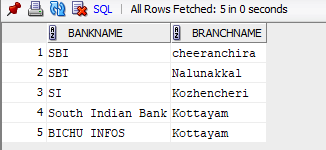 SQL | All Rows Fetched: 5 in 0 seconds
BANKNAME BRANCHNAME
1 SBI cheeranchira
2 SBT Nalunakkal
3 SI Kozhencheri
4 South Indian Bank Kottayam
5 BICHU INFOS Kottayam